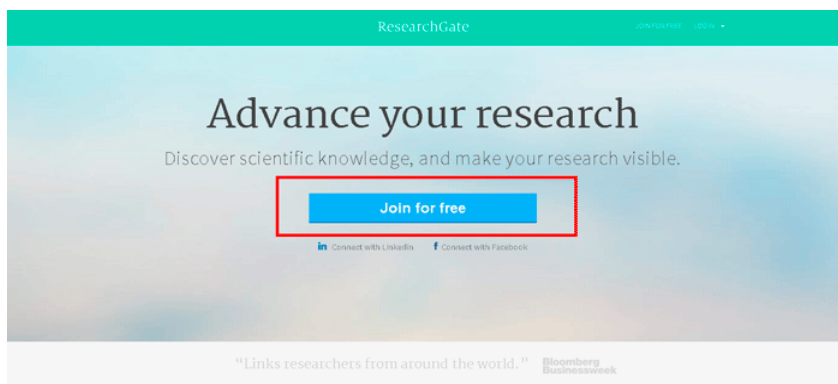 ResearchGate
JOIN FOR FREE LOG IN
Advance your research
Discover scientific knowledge, and make your research visible.
Join for free
in Connect with LinkedIn f Connect with Facebook
“Links researchers from around the world.” Bloomberg
Businessweek